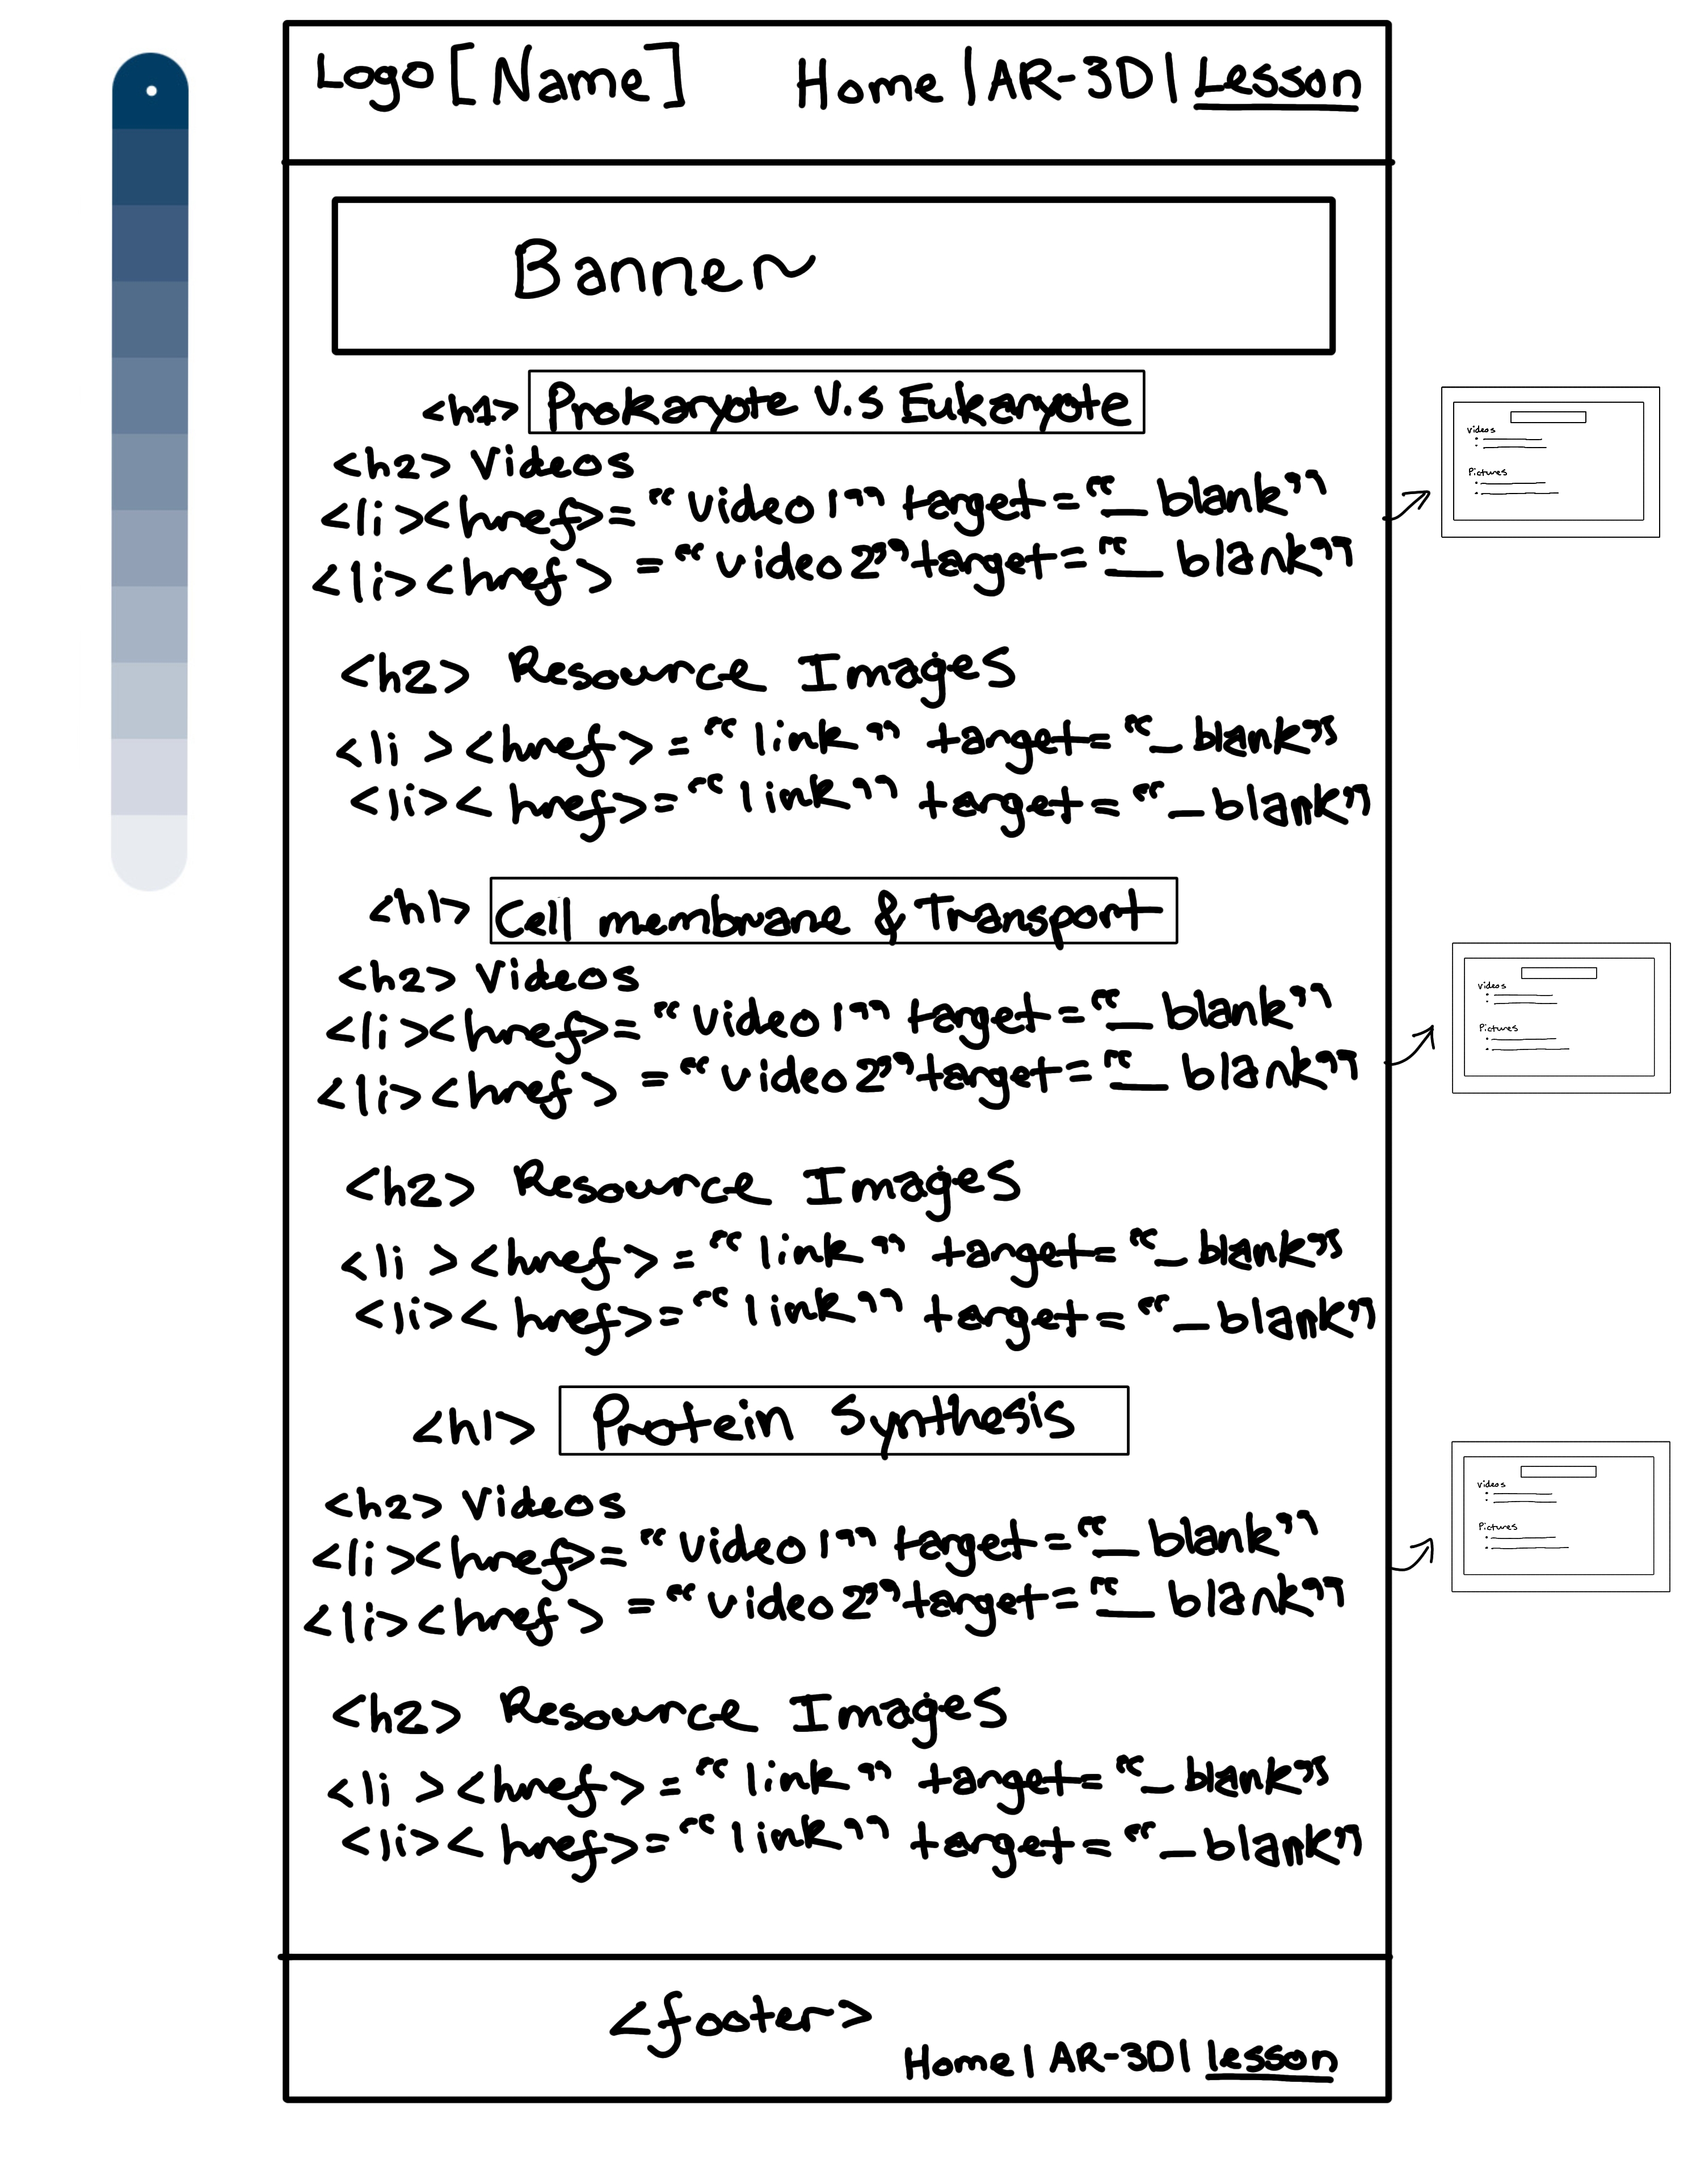 Logo [Name] Home | AR-3D | Lesson
Banner
<h1> Prokaryote V.s Eukaryote
<h2> Videos
<li><href>= "video 1" target="_blank"
<li><href> = "video 2" target="_blank"
<h2> Resource Images
<li><href>= "link" target="_blank"
<li><href>= "link" target="_blank"
<h1> Cell membrane & Transport
<h2> Videos
<li><href>= "video 1" target="_blank"
<li><href> = "video 2" target="_blank"
<h2> Resource Images
<li><href>= "link" target="_blank"
<li><href>= "link" target="_blank"
<h1> Protein Synthesis
<h2> Videos
<li><href>= "video 1" target="_blank"
<li><href> = "video 2" target="_blank"
<h2> Resource Images
<li><href>= "link" target="_blank"
<li><href>= "link" target="_blank"
<footer>
Home | AR-3D | lesson
Videos
Pictures
Videos
Pictures
Videos
Pictures